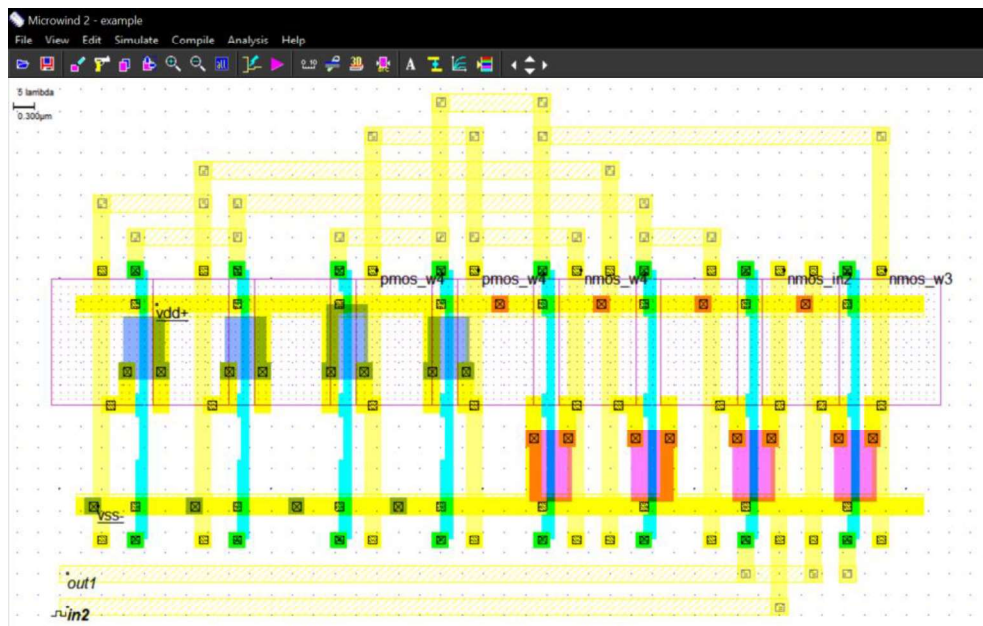 Microwind 2 - example
File View Edit Simulate Compile Analysis Help
5 lambda
0.300µm
pmos_w4 pmos_w4 nmos_w4 nmos_in2 nmos_w3
vdd+
vss-
out1
in2